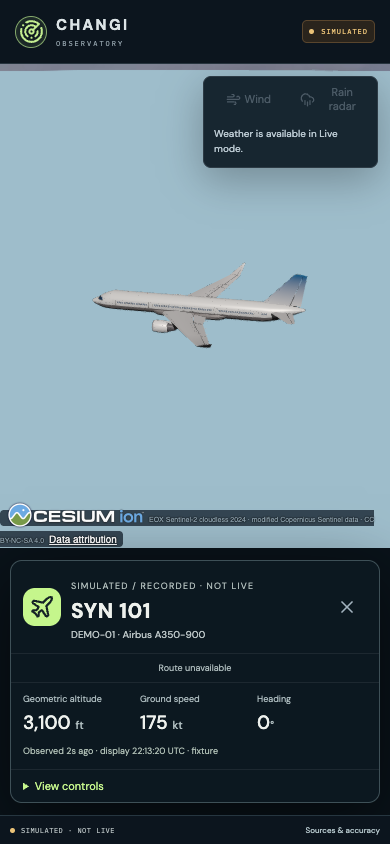 CHANGI
OBSERVATORY
SIMULATED
Wind
Rain
radar
Weather is available in Live
mode.
CESIUM ion EOX Sentinel-2 cloudless 2024 · modified Copernicus Sentinel data · CC
BY-NC-SA 4.0 Data attribution
SIMULATED / RECORDED · NOT LIVE
SYN 101
DEMO-01 · Airbus A350-900
Route unavailable
Geometric altitude Ground speed Heading
3,100 ft 175 kt 0°
Observed 2s ago · display 22:13:20 UTC · fixture
View controls
SIMULATED · NOT LIVE Sources & accuracy